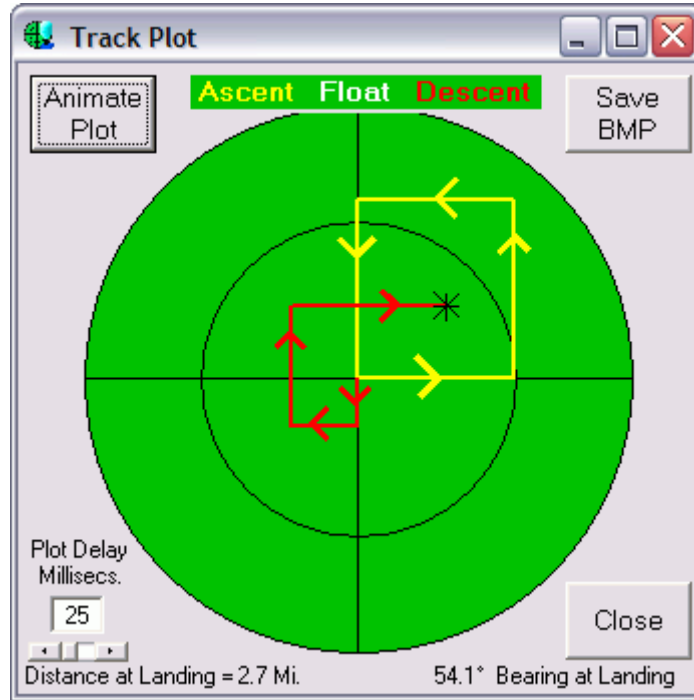 Track Plot
Animate
Plot
Ascent Float Descent
Save
BMP
Plot Delay
Millisecs.
25
Close
Distance at Landing = 2.7 Mi.
54.1° Bearing at Landing